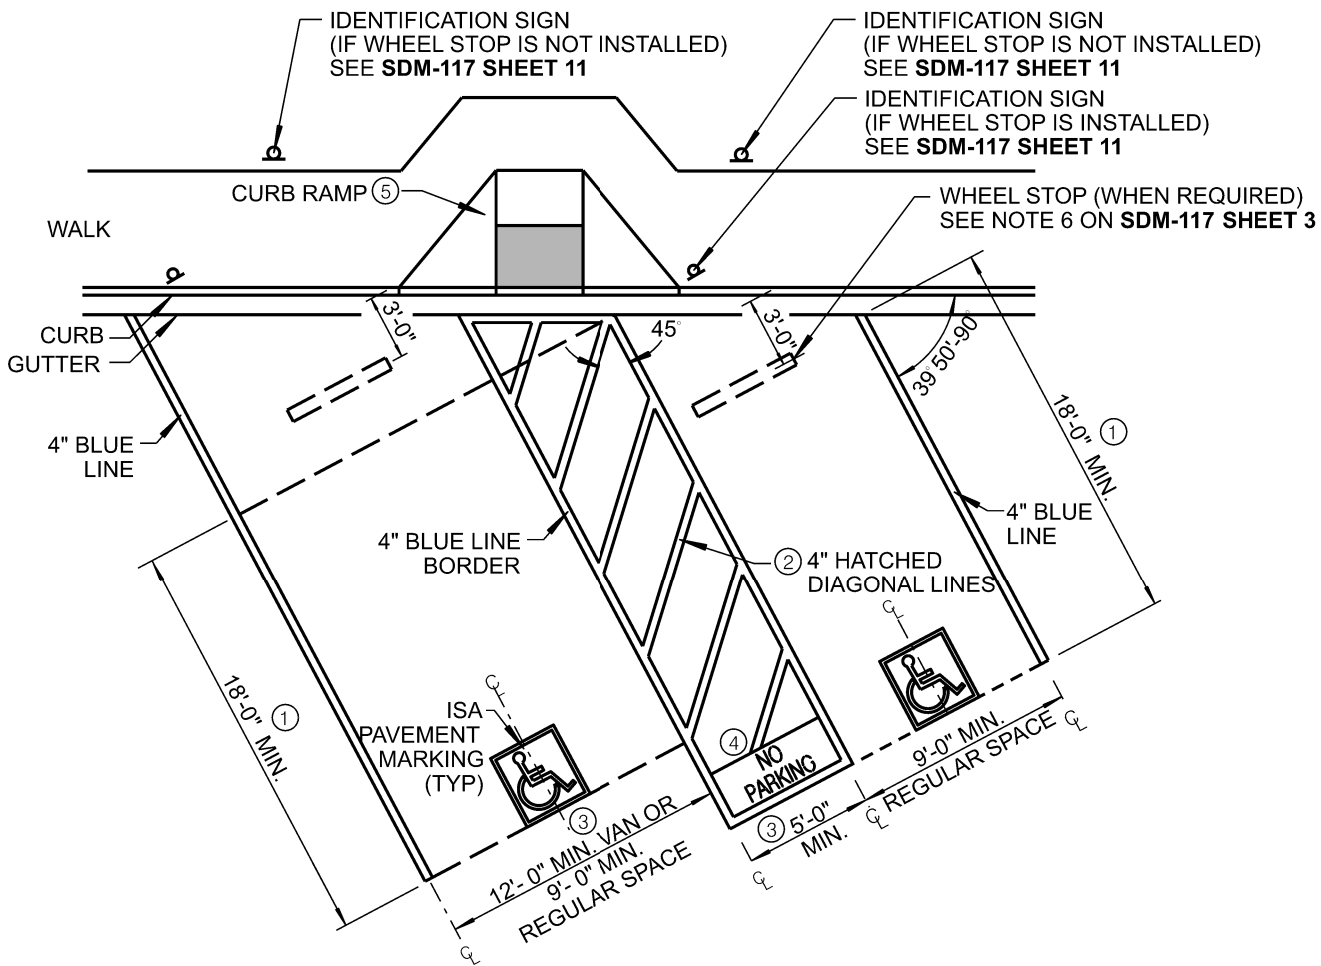 IDENTIFICATION SIGN
(IF WHEEL STOP IS NOT INSTALLED)
SEE SDM-117 SHEET 11
IDENTIFICATION SIGN
(IF WHEEL STOP IS NOT INSTALLED)
SEE SDM-117 SHEET 11
IDENTIFICATION SIGN
(IF WHEEL STOP IS INSTALLED)
SEE SDM-117 SHEET 11
CURB RAMP 5
WHEEL STOP (WHEN REQUIRED)
SEE NOTE 6 ON SDM-117 SHEET 3
WALK
CURB
GUTTER
3'-0"
45°
3'-0"
39°50'-90°
18'-0" 1
MIN.
4" BLUE
LINE
4" BLUE LINE
BORDER
2 4" HATCHED
DIAGONAL LINES
4" BLUE
LINE
CL
18'-0" 1
MIN.
CL
ISA
PAVEMENT
MARKING
(TYP)
4
NO
PARKING
3
12'-0" MIN. VAN OR
9'-0" MIN.
REGULAR SPACE
3 5'-0"
MIN.
9'-0" MIN.
REGULAR SPACE
CL
CL
CL
CL